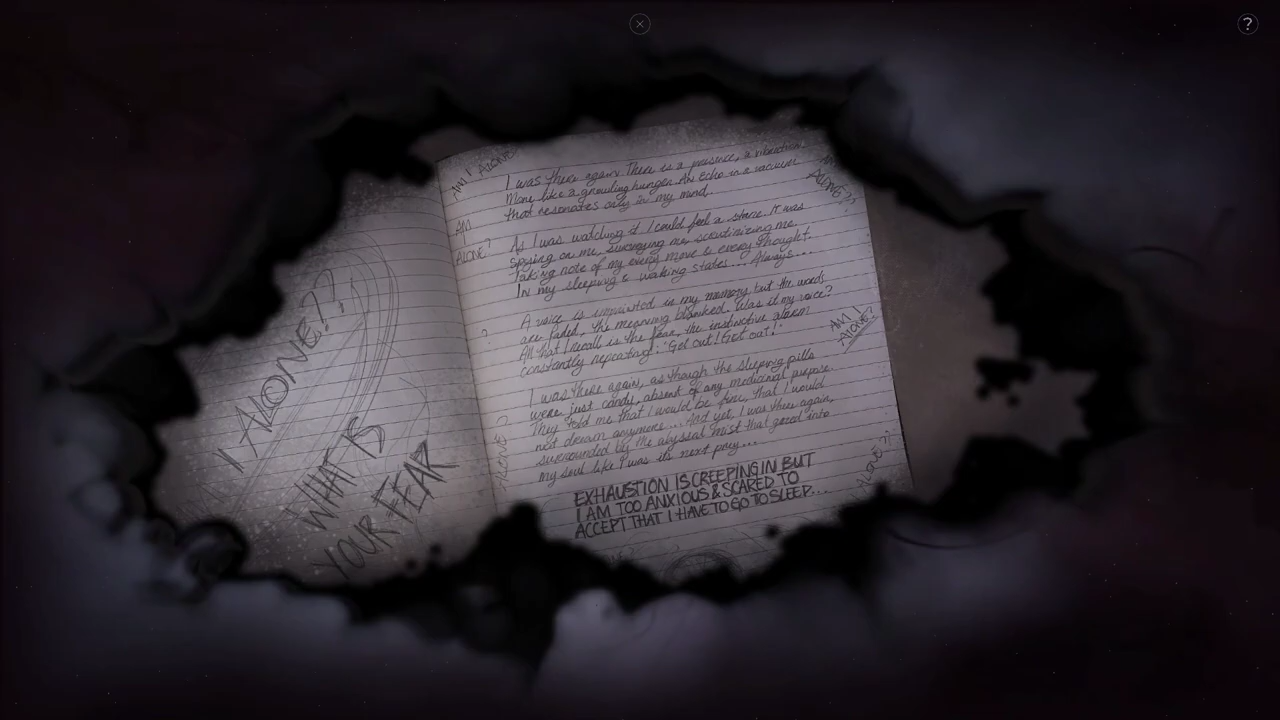 ?
I ALONE??
WHAT IS
YOUR FEAR
AM I ALONE?
I was there again. There is a presence, a vibration.
More like a growling hunger. An echo in a vacuum
that resonates only in my mind.
AM
ALONE?
ALONE??
As I was watching it I could feel a stare. It was
spying on me, surveying me, scrutinizing me.
Taking note of my every move & every thought.
In my sleeping & waking states... Always...
?
A voice is imprinted in my memory, but the words
are faded, the meaning blanked. Was it my voice?
All that I recall is the fear, the instinctive alarm
constantly repeating: "Get out! Get out!"
AM I
ALONE?
I was there again, as though the sleeping pills
were just candy, absent of any medicinal purpose.
They told me that I would be fine, that I would
not dream anymore... And yet, I was there again,
surrounded by the abyssal mist that gazed into
my soul like I was its next prey...
ALONE?
ALONE??
EXHAUSTION IS CREEPING IN BUT
I AM TOO ANXIOUS & SCARED TO
ACCEPT THAT I HAVE TO GO TO SLEEP...